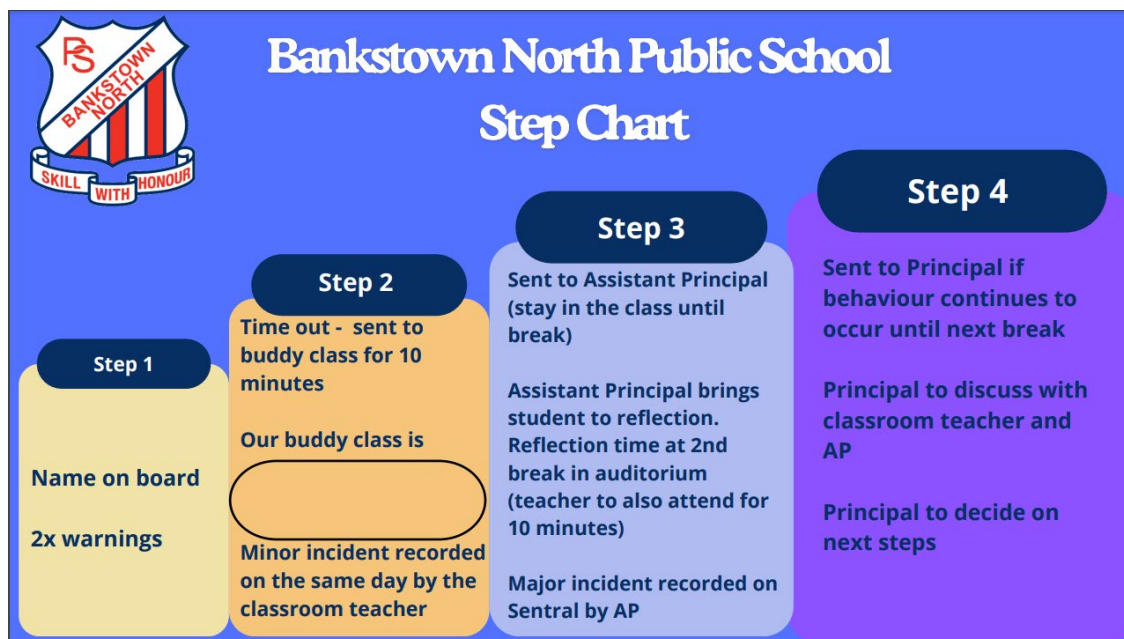 PS
BANKSTOWN
NORTH
SKILL WITH HONOUR
Bankstown North Public School
Step Chart
Step 1
Name on board
2x warnings
Step 2
Time out -  sent to
buddy class for 10
minutes
Our buddy class is
Minor incident recorded
on the same day by the
classroom teacher
Step 3
Sent to Assistant Principal
(stay in the class until
break)
Assistant Principal brings
student to reflection.
Reflection time at 2nd
break in auditorium
(teacher to also attend for
10 minutes)
Major incident recorded on
Sentral by AP
Step 4
Sent to Principal if
behaviour continues to
occur until next break
Principal to discuss with
classroom teacher and
AP
Principal to decide on
next steps